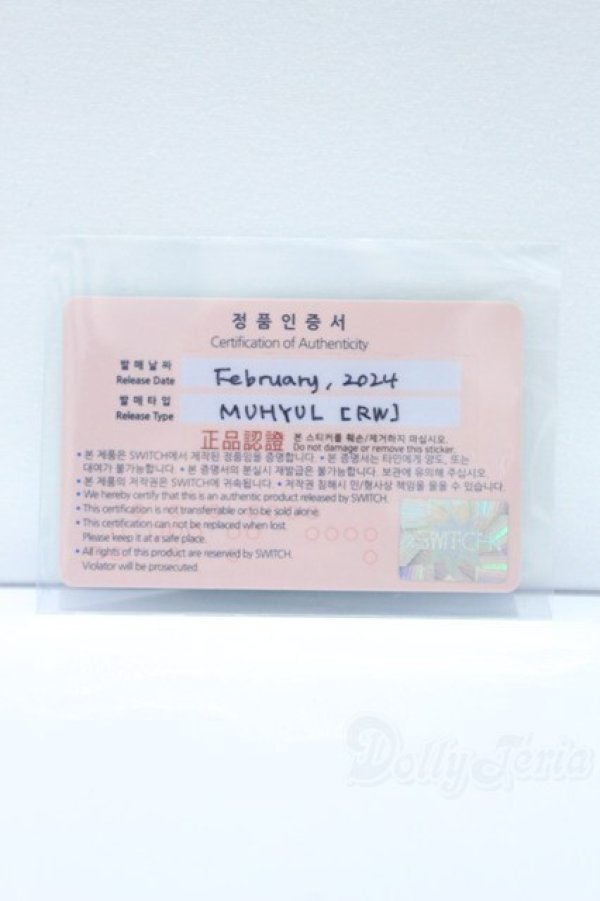 정품인증서
Certification of Authenticity
발매날짜
Release Date
February, 2024
발매타입
Release Type
MUHYUL [RW]
正品認證
본 스티커를 훼손/제거하지 마십시오.
Do not damage or remove this sticker.
• 본 제품은 SWITCH에서 제작된 정품임을 증명합니다. • 본 증명서는 타인에게 양도, 또는
대여가 불가능합니다. • 본 증명서의 분실시 재발급은 불가능합니다. 보관에 유의해 주십시오.
• 본 제품의 저작권은 SWITCH에 귀속됩니다. • 저작권 침해시 민/형사상 책임을 물을 수 있습니다.
• We hereby certify that this is an authentic product released by SWITCH.
• This certification is not transferrable or to be sold alone.
• This certification can not be replaced when lost.
Please keep it at a safe place.
• All rights of this product are reserved by SWITCH.
Violator will be prosecuted.
SWITCH
Dolly Téria